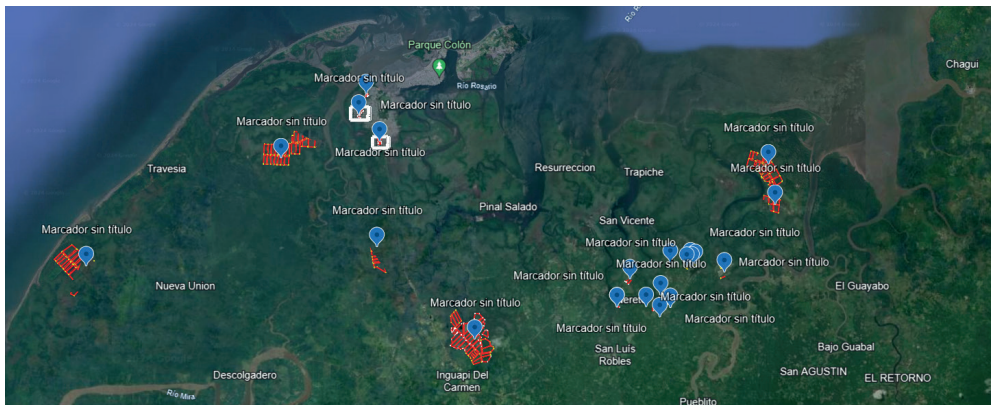 Río Ro
Parque Colón
Chagui
Marcador sin título
Río Rosario
Marcador sin título
Marcador sin título
Marcador sin título
Marcador sin título
Travesia
Resurreccion
Marcador sin título
Trapiche
Pinal Salado
Marcador sin título
San Vicente
Marcador sin título
Marcador sin título
Marcador sin título
Marcador sin título
Marcador sin título
Marcador sin título
Nueva Union
El Guayabo
Marcador sin título
Marcador sin título
Marcador sin título
Marcador sin título
San Luís
Robles
Bajo Guabal
Descolgadero
Inguapi Del
Carmen
San AGUSTIN
EL RETORNO
Río Mira
Pueblito